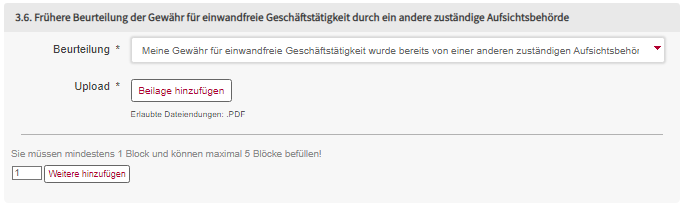 3.6. Frühere Beurteilung der Gewähr für einwandfreie Geschäftstätigkeit durch ein andere zuständige Aufsichtsbehörde
Beurteilung * Meine Gewähr für einwandfreie Geschäftstätigkeit wurde bereits von einer anderen zuständigen Aufsichtsbehör
Upload * Beilage hinzufügen
Erlaubte Dateiendungen: .PDF
Sie müssen mindestens 1 Block und können maximal 5 Blöcke befüllen!
1 Weitere hinzufügen